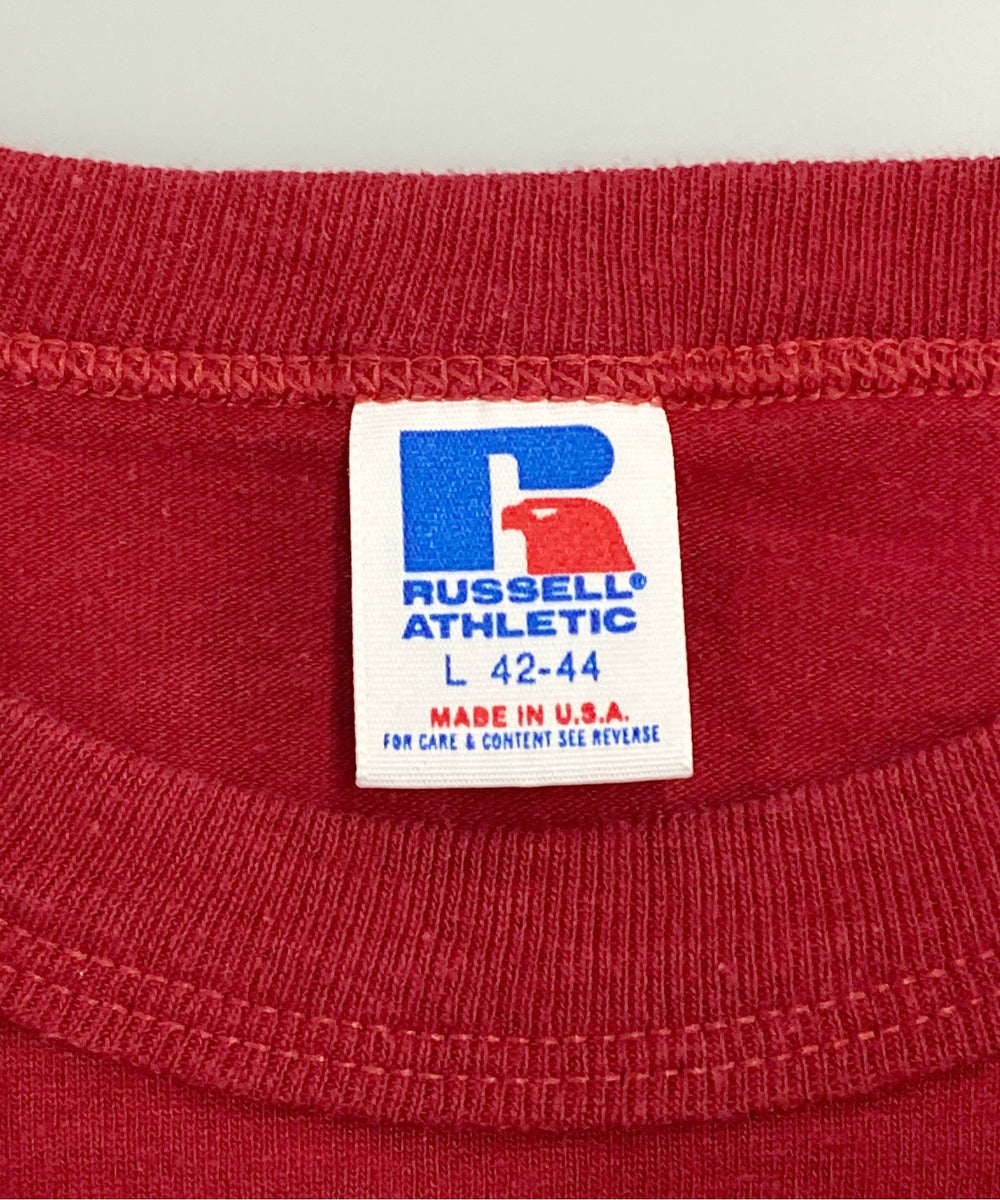 R
RUSSELL®
ATHLETIC
L 42-44
MADE IN U.S.A.
FOR CARE & CONTENT SEE REVERSE